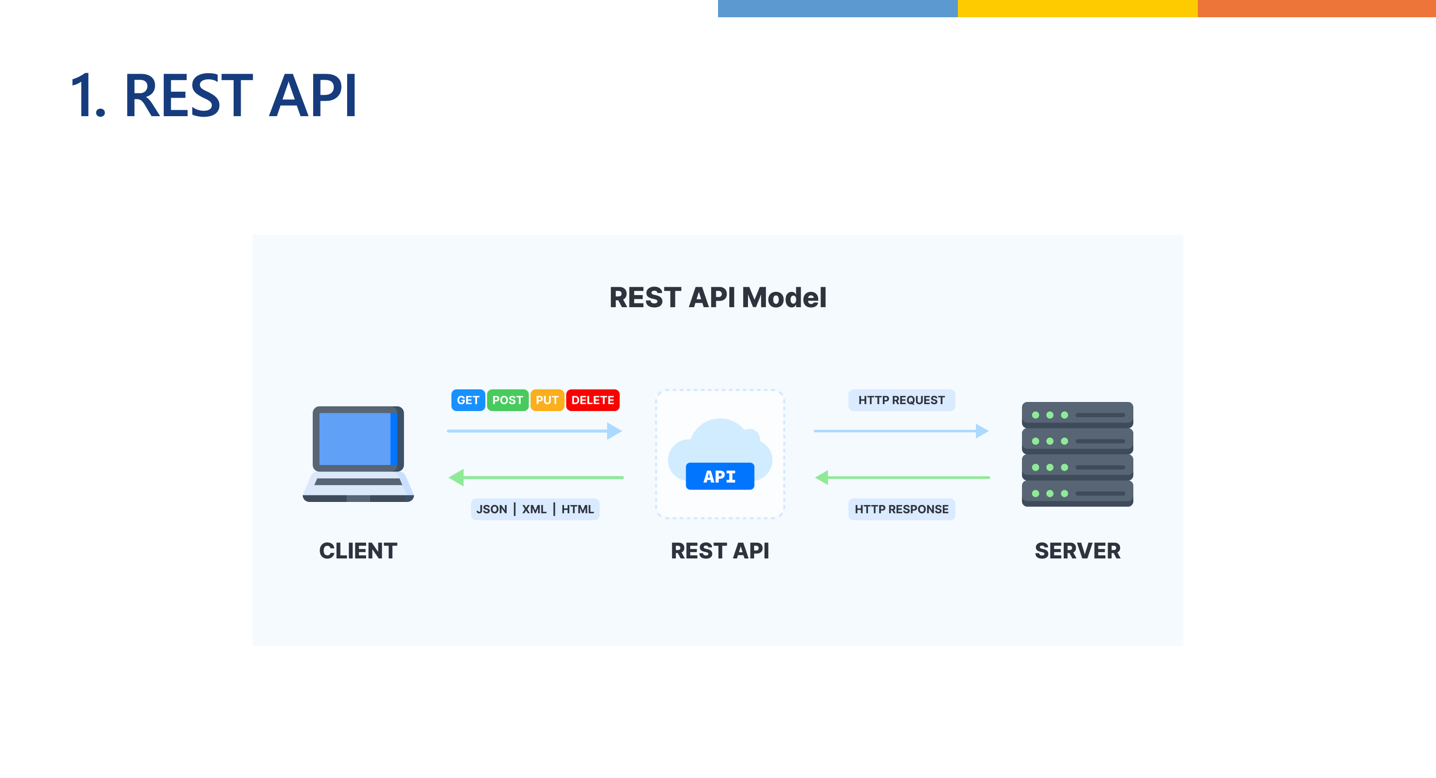 1. REST API
REST API Model
GET POST PUT DELETE
HTTP REQUEST
API
JSON | XML | HTML
HTTP RESPONSE
CLIENT
REST API
SERVER